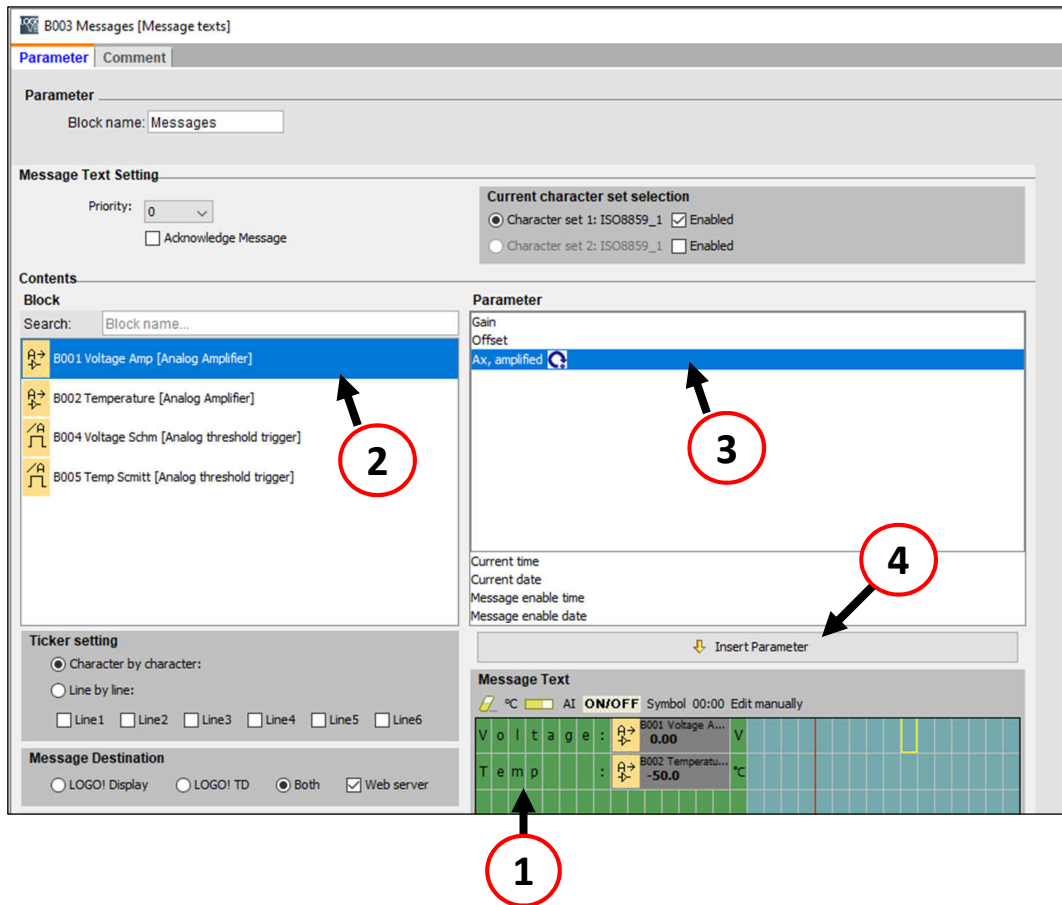 B003 Messages [Message texts]
Parameter Comment
Parameter
Block name: Messages
Message Text Setting
Priority: 0
Acknowledge Message
Current character set selection
Character set 1: ISO8859_1 Enabled
Character set 2: ISO8859_1 Enabled
Contents
Block
Search: Block name...
B001 Voltage Amp [Analog Amplifier]
B002 Temperature [Analog Amplifier]
B004 Voltage Schm [Analog threshold trigger]
B005 Temp Scmitt [Analog threshold trigger]
2
Parameter
Gain
Offset
Ax, amplified
3
Current time
Current date
Message enable time
Message enable date
4
Insert Parameter
Ticker setting
Character by character:
Line by line:
Line1 Line2 Line3 Line4 Line5 Line6
Message Destination
LOGO! Display LOGO! TD Both Web server
Message Text
°C AI ON/OFF Symbol 00:00 Edit manually
Voltage: B001 Voltage A... V
0.00
Temp : B002 Temperatu... °C
-50.0
1